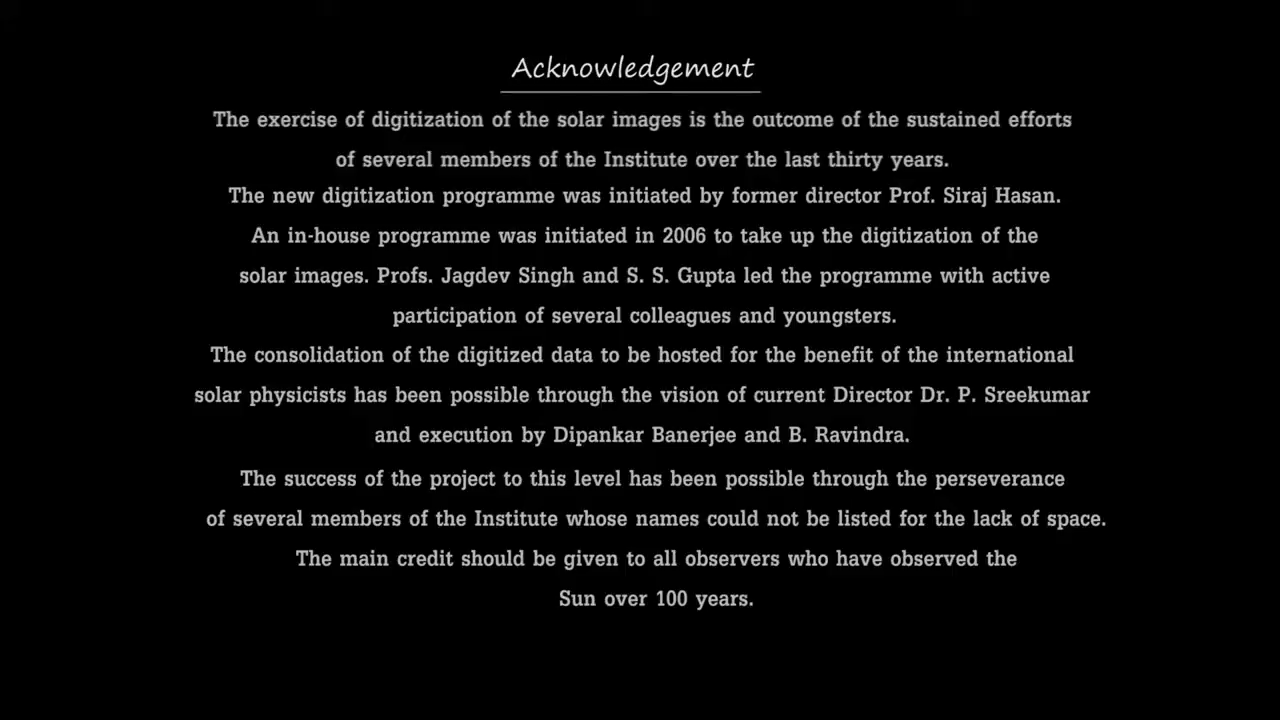 Acknowledgement
The exercise of digitization of the solar images is the outcome of the sustained efforts
of several members of the Institute over the last thirty years.
The new digitization programme was initiated by former director Prof. Siraj Hasan.
An in-house programme was initiated in 2006 to take up the digitization of the
solar images. Profs. Jagdev Singh and S. S. Gupta led the programme with active
participation of several colleagues and youngsters.
The consolidation of the digitized data to be hosted for the benefit of the international
solar physicists has been possible through the vision of current Director Dr. P. Sreekumar
and execution by Dipankar Banerjee and B. Ravindra.
The success of the project to this level has been possible through the perseverance
of several members of the Institute whose names could not be listed for the lack of space.
The main credit should be given to all observers who have observed the
Sun over 100 years.